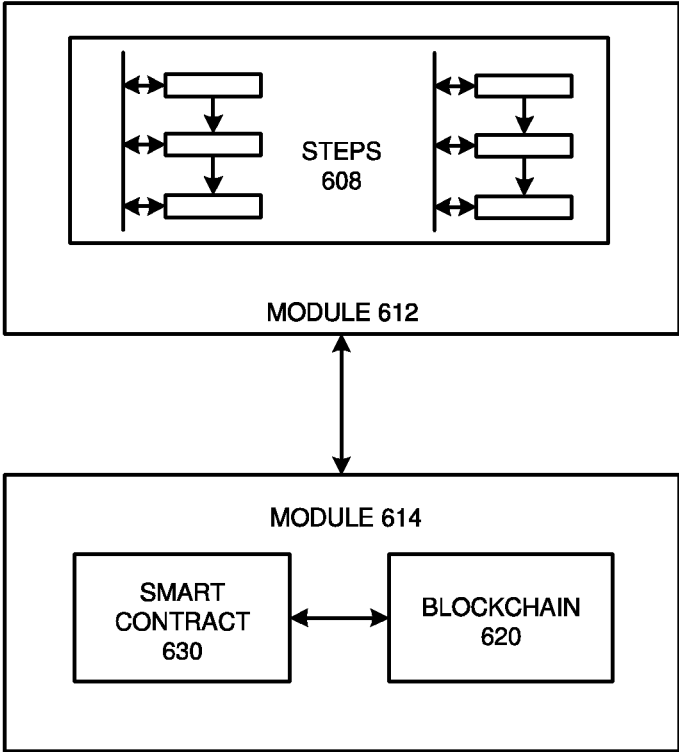 STEPS
608
MODULE 612
MODULE 614
SMART
CONTRACT
630
BLOCKCHAIN
620